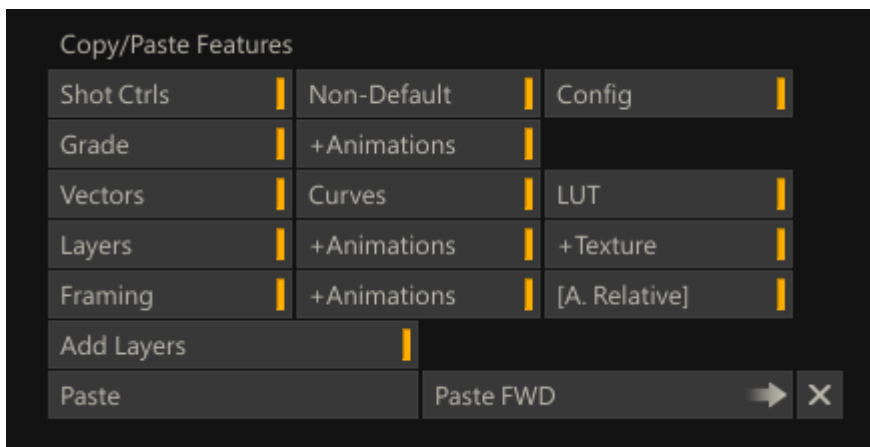 Copy/Paste Features
Shot Ctrls Non-Default Config
Grade +Animations
Vectors Curves LUT
Layers +Animations +Texture
Framing +Animations [A. Relative]
Add Layers
Paste Paste FWD